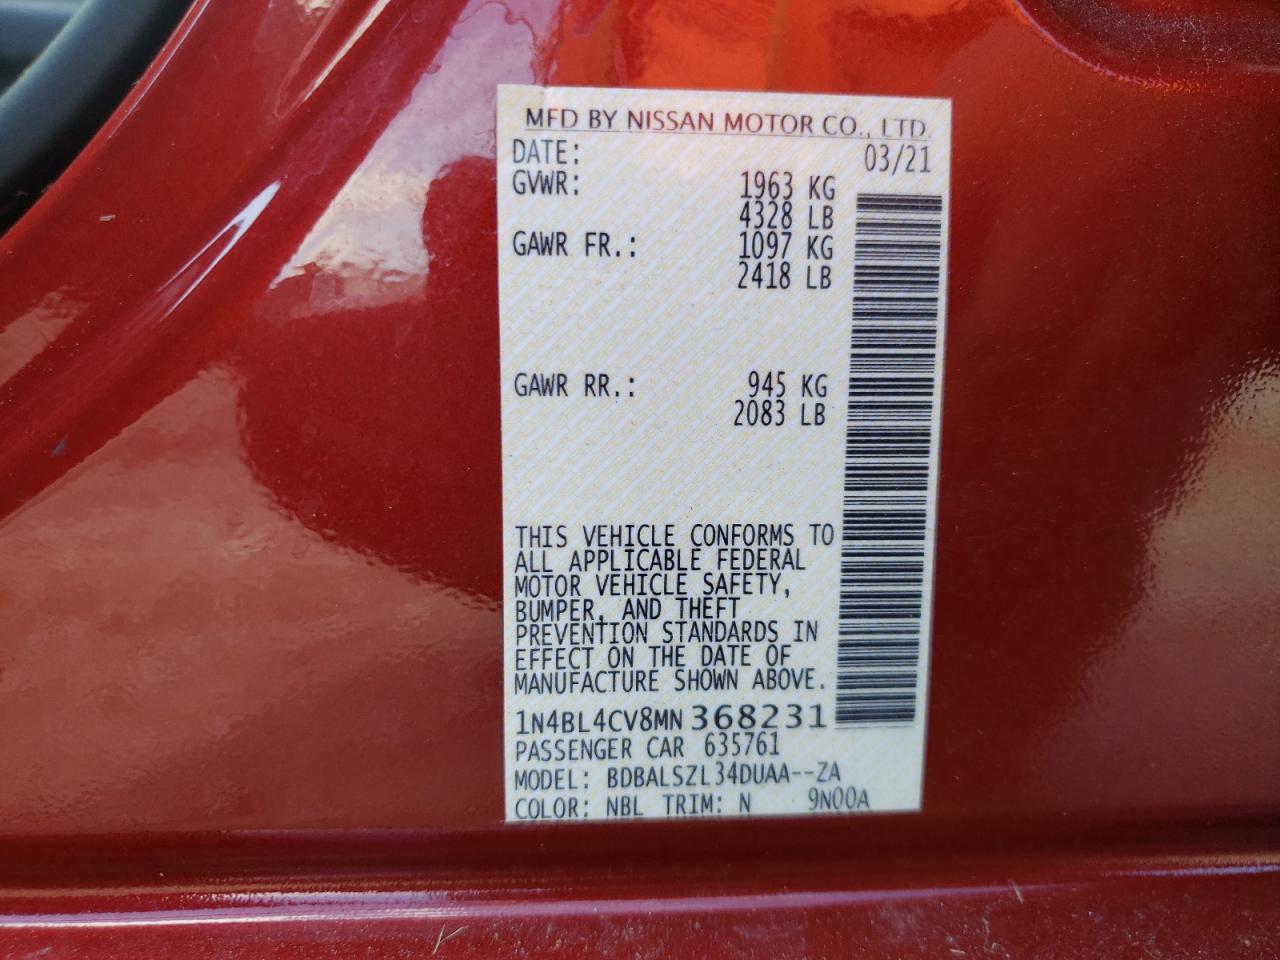 MFD BY NISSAN MOTOR CO., LTD.
DATE: 03/21
GVWR: 1963 KG
4328 LB
GAWR FR.: 1097 KG
2418 LB
GAWR RR.: 945 KG
2083 LB
THIS VEHICLE CONFORMS TO
ALL APPLICABLE FEDERAL
MOTOR VEHICLE SAFETY,
BUMPER, AND THEFT
PREVENTION STANDARDS IN
EFFECT ON THE DATE OF
MANUFACTURE SHOWN ABOVE.
1N4BL4CV8MN368231
PASSENGER CAR 635761
MODEL: BDBALSZL34DUAA--ZA
COLOR: NBL TRIM: N 9N00A